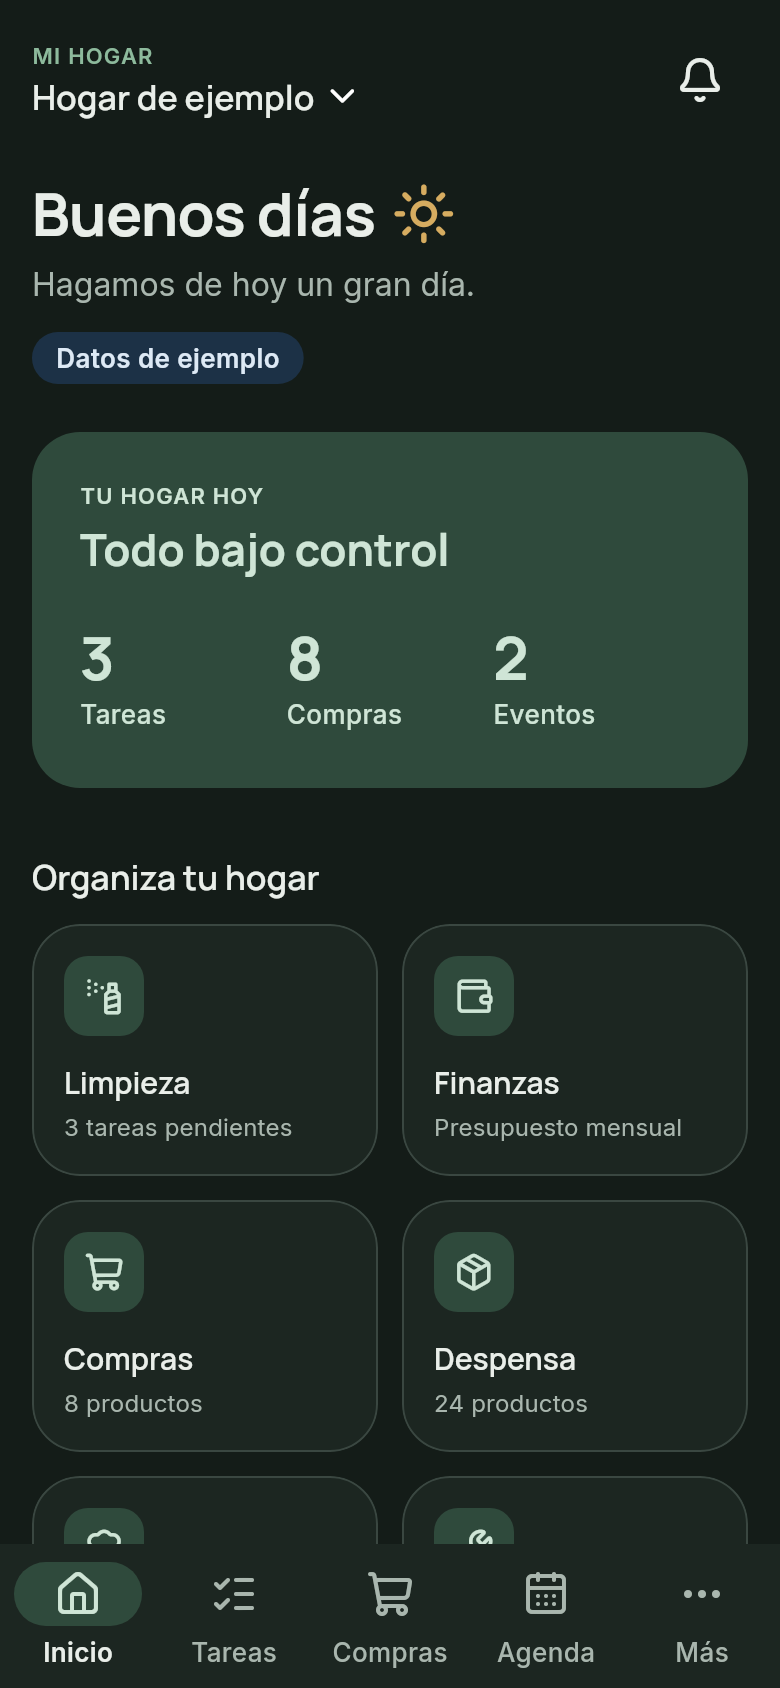 MI HOGAR
Hogar de ejemplo
Buenos días
Hagamos de hoy un gran día.
Datos de ejemplo
TU HOGAR HOY
Todo bajo control
3 8 2
Tareas Compras Eventos
Organiza tu hogar
Limpieza Finanzas
3 tareas pendientes Presupuesto mensual
Compras Despensa
8 productos 24 productos
Inicio Tareas Compras Agenda Más